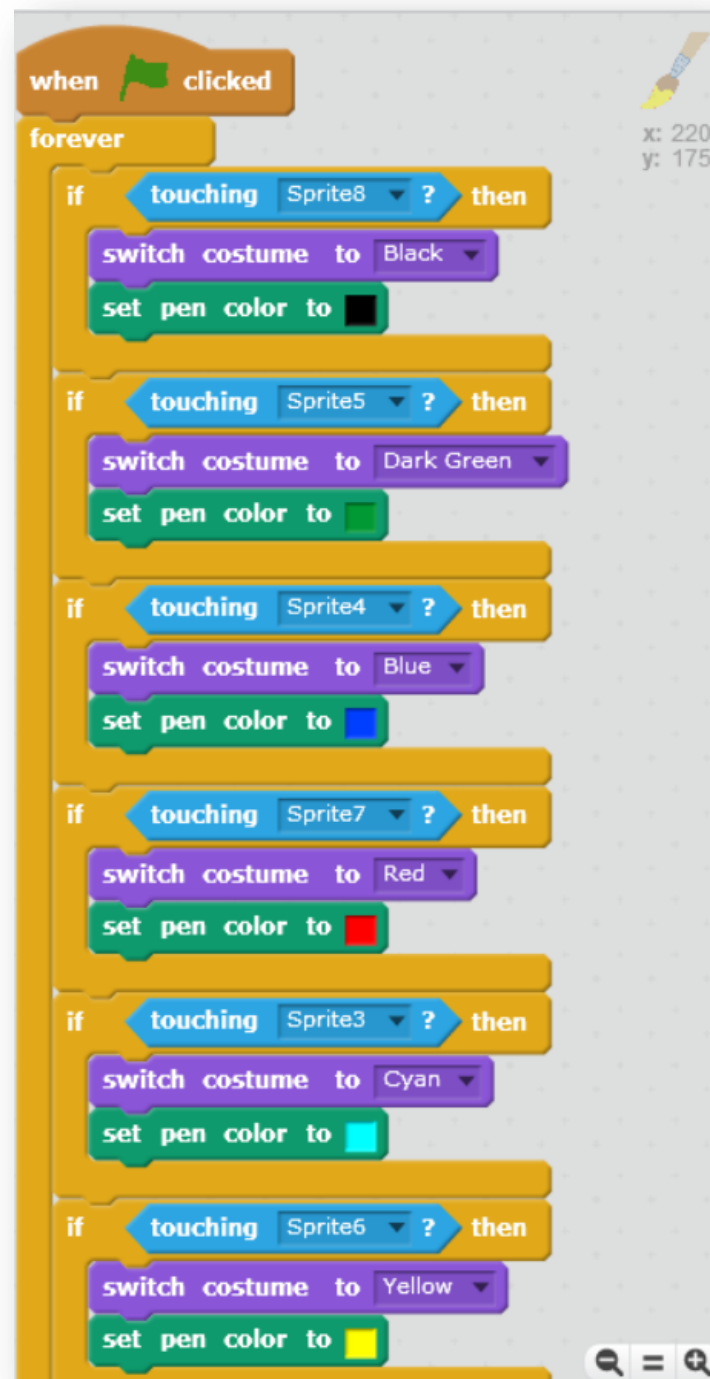 when clicked
forever
x: 220
y: 175
if touching Sprite8 ? then
switch costume to Black
set pen color to
if touching Sprite5 ? then
switch costume to Dark Green
set pen color to
if touching Sprite4 ? then
switch costume to Blue
set pen color to
if touching Sprite7 ? then
switch costume to Red
set pen color to
if touching Sprite3 ? then
switch costume to Cyan
set pen color to
if touching Sprite6 ? then
switch costume to Yellow
set pen color to